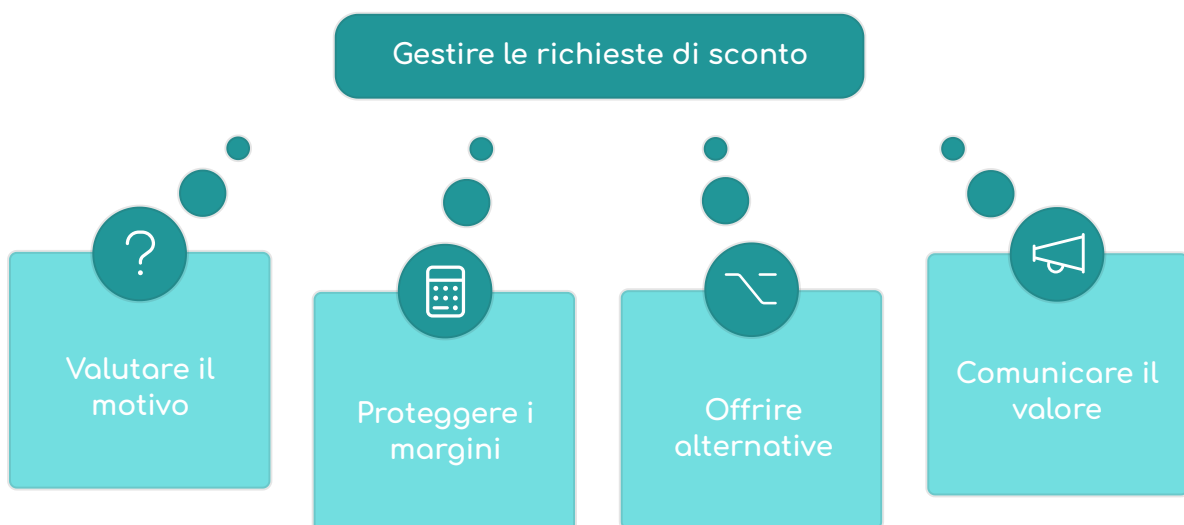 Gestire le richieste di sconto
Valutare il
motivo
Proteggere i
margini
Offrire
alternative
Comunicare il
valore